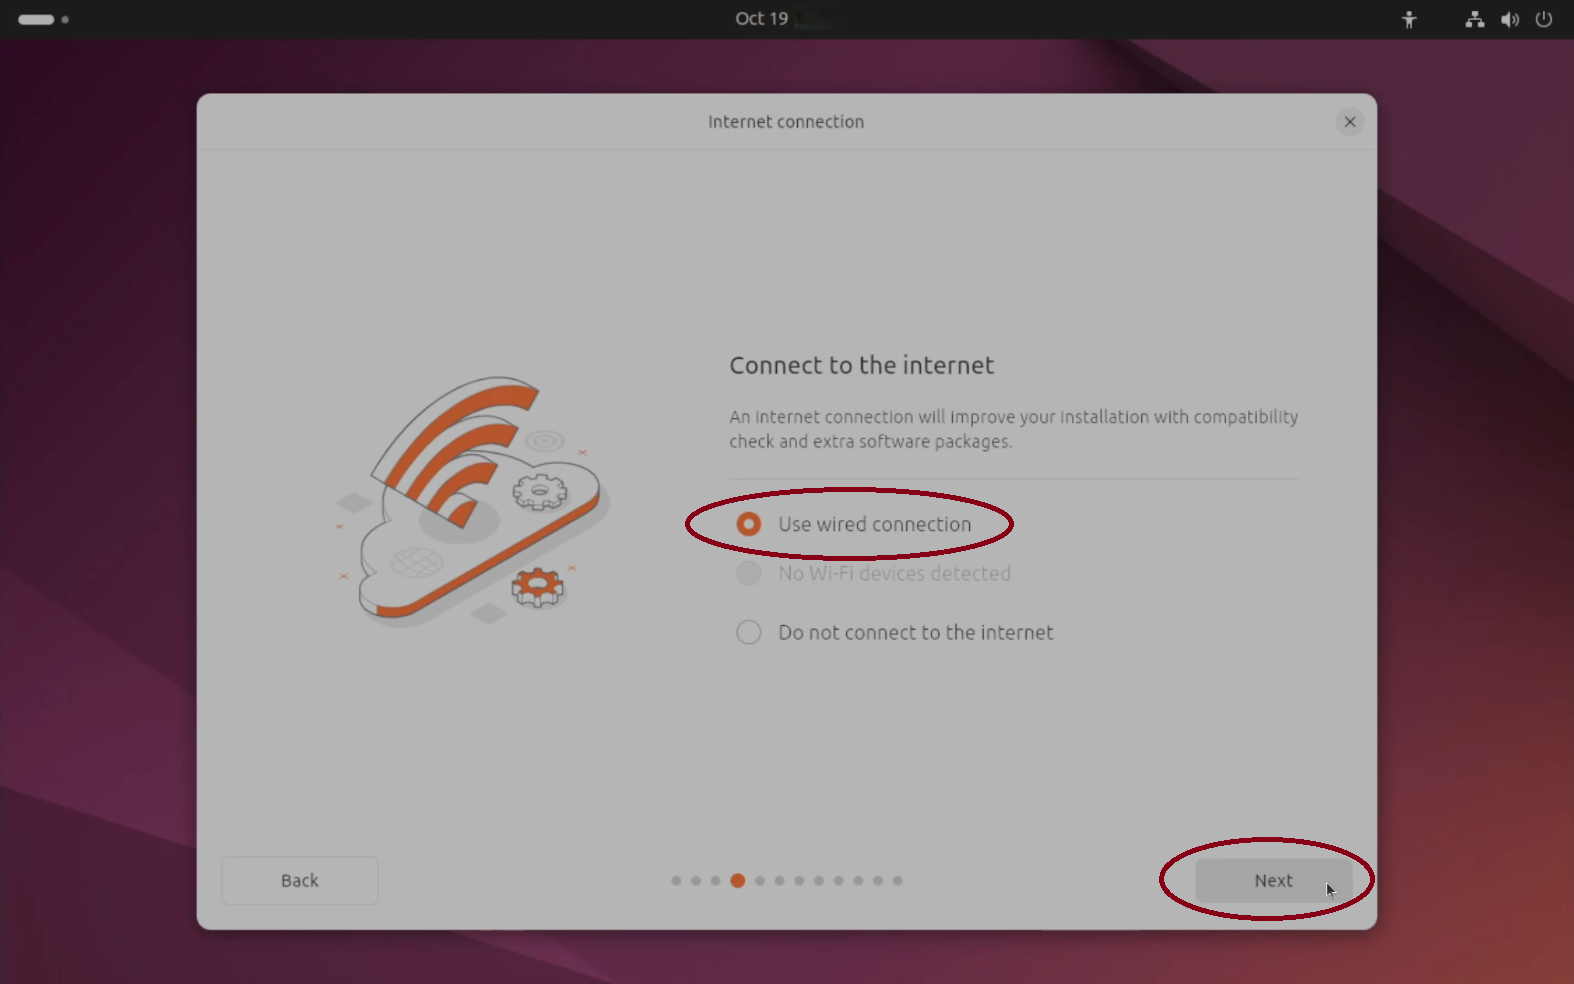 Oct 19
Internet connection
Connect to the internet
An internet connection will improve your installation with compatibility
check and extra software packages.
Use wired connection
No Wi-Fi devices detected
Do not connect to the internet
Back
Next